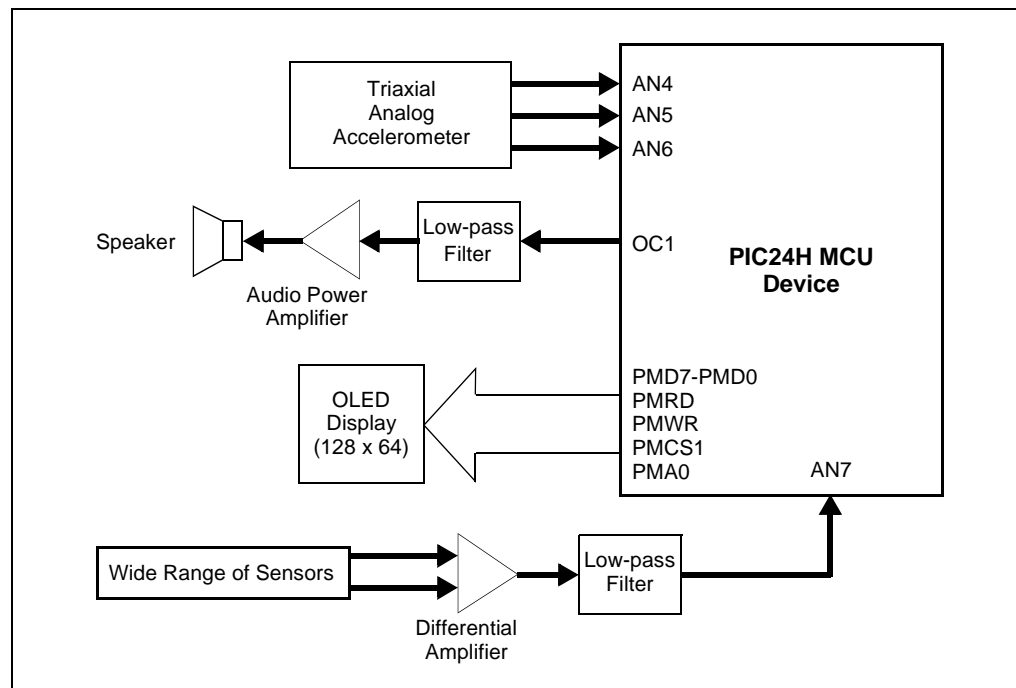 Triaxial
Analog
Accelerometer
AN4
AN5
AN6
Speaker
Audio Power
Amplifier
Low-pass
Filter
OC1
PIC24H MCU
Device
OLED
Display
(128 x 64)
PMD7-PMD0
PMRD
PMWR
PMCS1
PMA0
AN7
Wide Range of Sensors
Differential
Amplifier
Low-pass
Filter